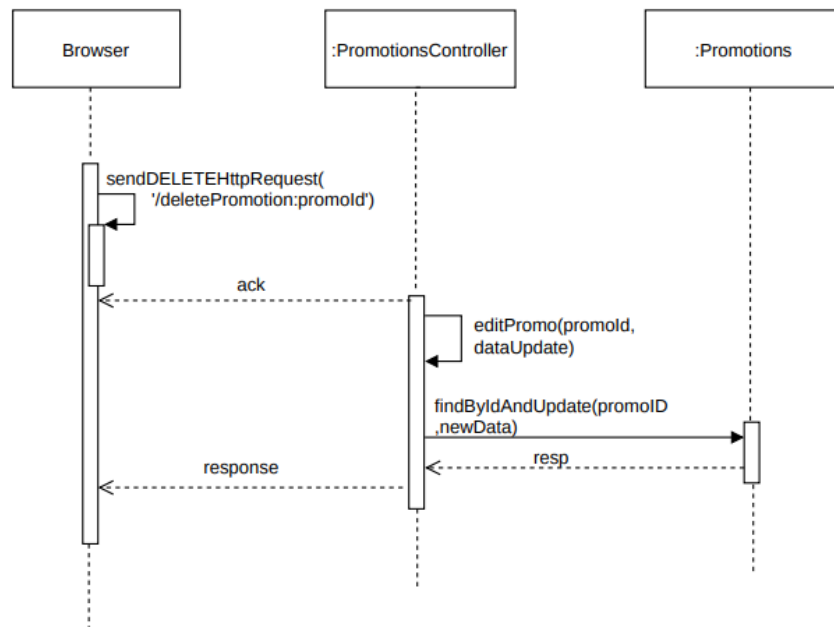 Browser
:PromotionsController
:Promotions
sendDELETEHttpRequest(
'/deletePromotion:promoId')
ack
editPromo(promoId,
dataUpdate)
findByIdAndUpdate(promoID
,newData)
resp
response